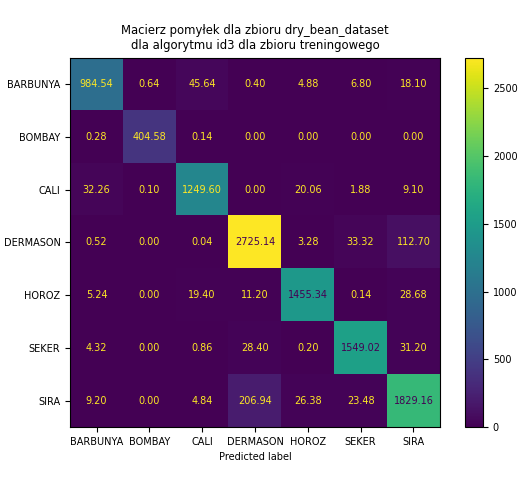 Macierz pomyłek dla zbioru dry_bean_dataset
dla algorytmu id3 dla zbioru treningowego
BARBUNYA 984.54 0.64 45.64 0.40 4.88 6.80 18.10
BOMBAY 0.28 404.58 0.14 0.00 0.00 0.00 0.00
CALI 32.26 0.10 1249.60 0.00 20.06 1.88 9.10
DERMASON 0.52 0.00 0.04 2725.14 3.28 33.32 112.70
HOROZ 5.24 0.00 19.40 11.20 1455.34 0.14 28.68
SEKER 4.32 0.00 0.86 28.40 0.20 1549.02 31.20
SIRA 9.20 0.00 4.84 206.94 26.38 23.48 1829.16
BARBUNYA BOMBAY CALI DERMASON HOROZ SEKER SIRA
Predicted label
2500
2000
1500
1000
500
0